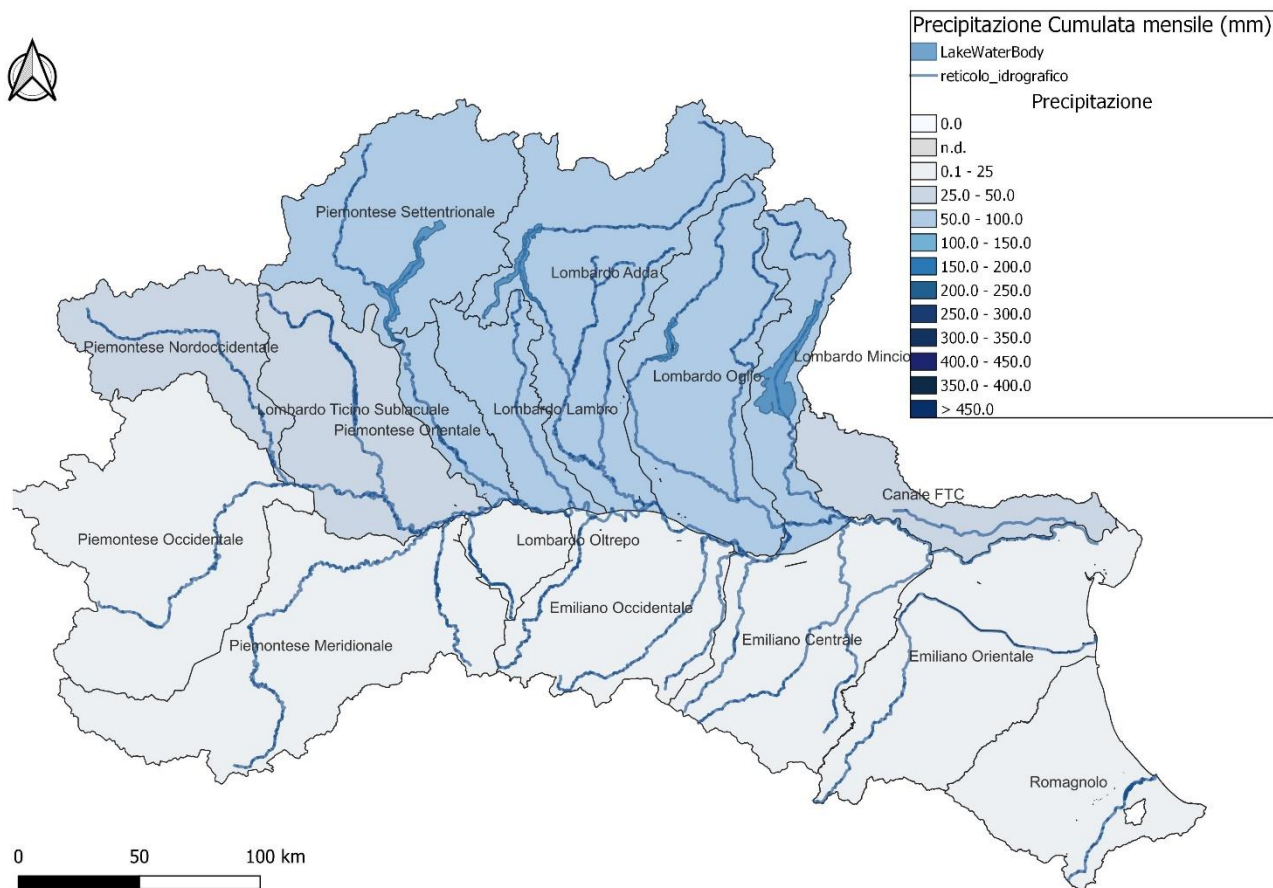 Precipitazione Cumulata mensile (mm)
LakeWaterBody
reticolo_idrografico
Precipitazione
0.0
n.d.
0.1 - 25
25.0 - 50.0
50.0 - 100.0
100.0 - 150.0
150.0 - 200.0
200.0 - 250.0
250.0 - 300.0
300.0 - 350.0
400.0 - 450.0
350.0 - 400.0
> 450.0
Piemontese Settentrionale
Lombardo Adda
Piemontese Nordoccidentale
Lombardo Mincio
Lombardo Oglio
Lombardo Ticino Sublacuale
Lombardo Lambro
Piemontese Orientale
Canale FTC
Piemontese Occidentale
Lombardo Oltrepo
Emiliano Occidentale
Piemontese Meridionale
Emiliano Centrale
Emiliano Orientale
Romagnolo
0 50 100 km